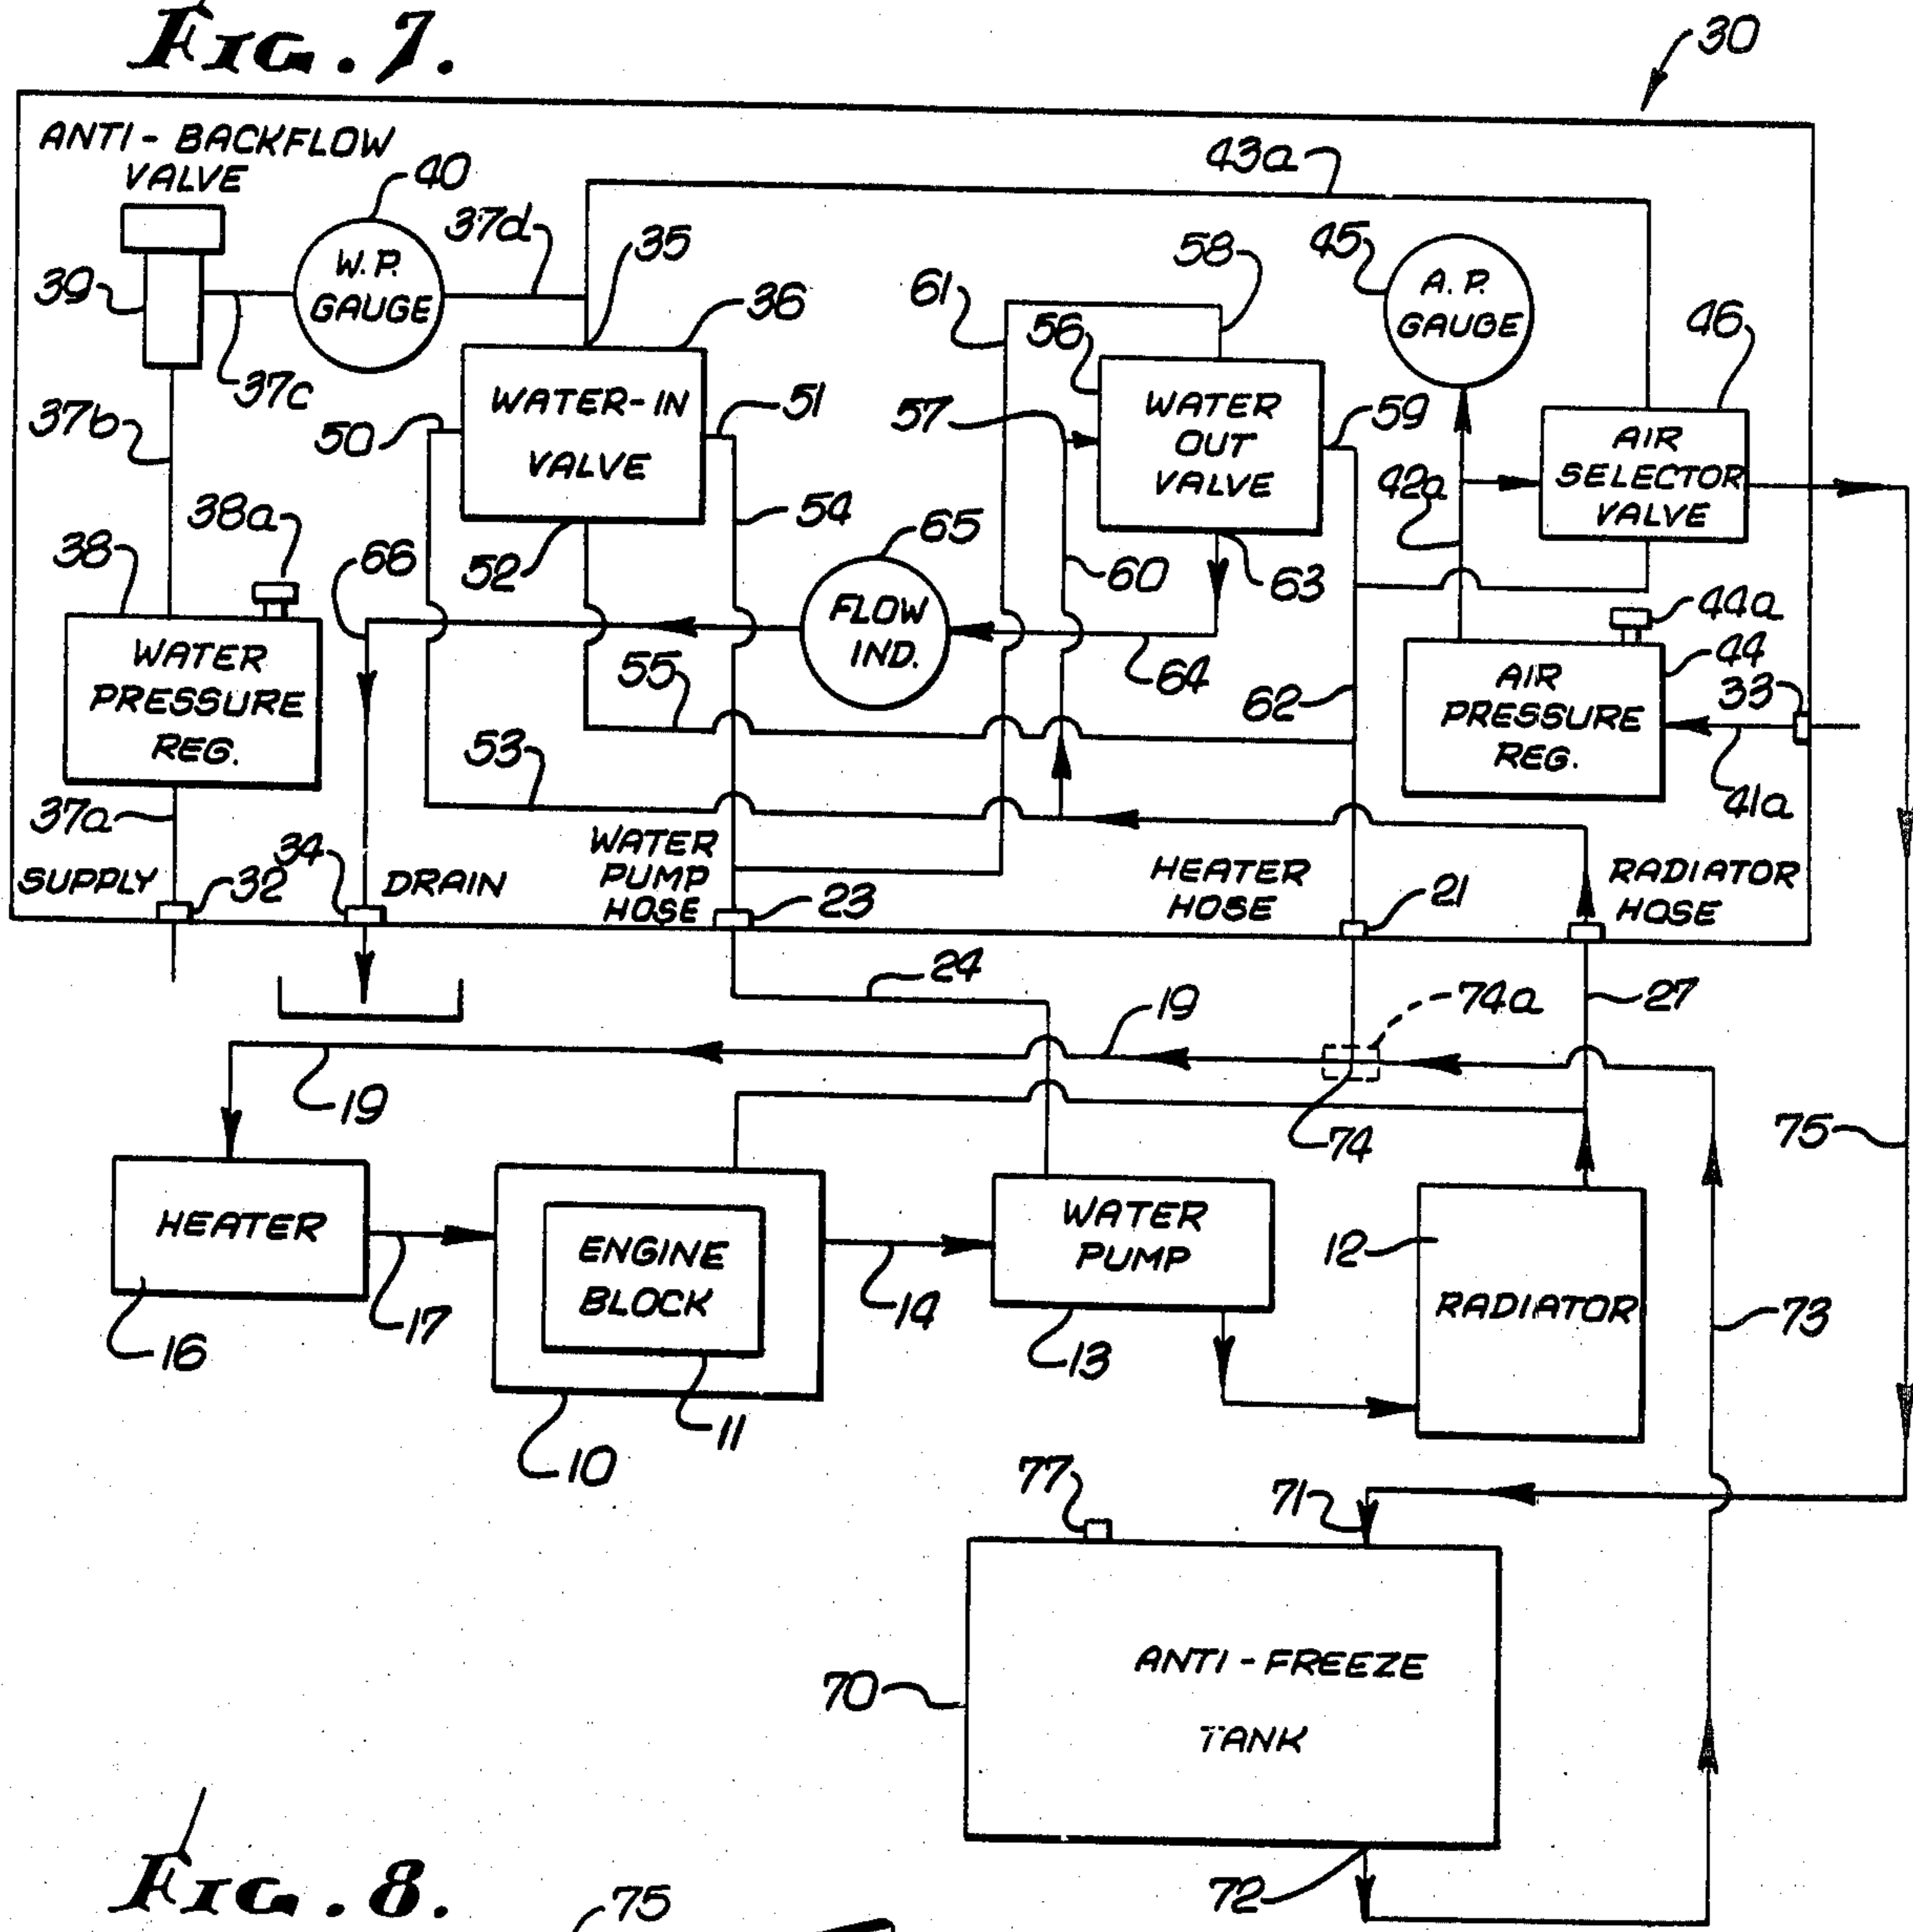 FIG. 7.
30
ANTI-BACKFLOW
VALVE
40
43a
37d
35
45
58
W.P.
GAUGE
A.P.
GAUGE
39
36
61
56
46
37c
WATER-IN
VALVE
50
51
57
WATER
OUT
VALVE
59
AIR
SELECTOR
VALVE
37b
42a
38a
54
65
38
66
52
60
63
FLOW
IND.
44a
WATER
PRESSURE
REG.
55
64
62
44
AIR
PRESSURE
REG.
33
53
41a
37a
34
WATER
PUMP
HOSE
HEATER
HOSE
RADIATOR
HOSE
SUPPLY
32
DRAIN
23
21
24
74a
27
19
19
74
75
HEATER
ENGINE
BLOCK
WATER
PUMP
12
RADIATOR
14
17
16
13
73
11
10
77
71
70
ANTI-FREEZE
TANK
72
FIG. 8.
75